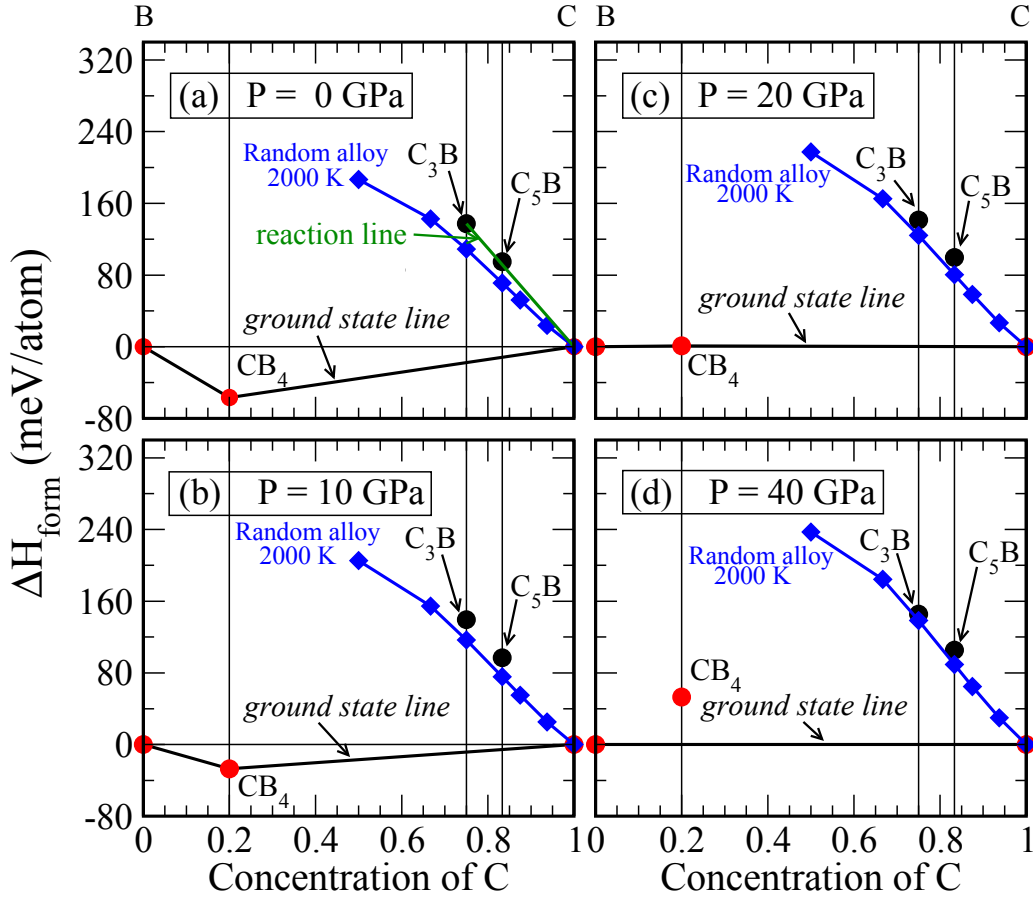 B C B C
ΔH_form (meV/atom)
320
240
160
80
0
-80
(a) P = 0 GPa
Random alloy
2000 K
C₃B
C₅B
reaction line
ground state line
CB₄
(c) P = 20 GPa
Random alloy
2000 K
C₃B
C₅B
ground state line
CB₄
320
240
160
80
0
-80
(b) P = 10 GPa
Random alloy
2000 K
C₃B
C₅B
ground state line
CB₄
0 0.2 0.4 0.6 0.8 1
Concentration of C
(d) P = 40 GPa
Random alloy
2000 K
C₃B
C₅B
CB₄
ground state line
0.2 0.4 0.6 0.8 1
Concentration of C